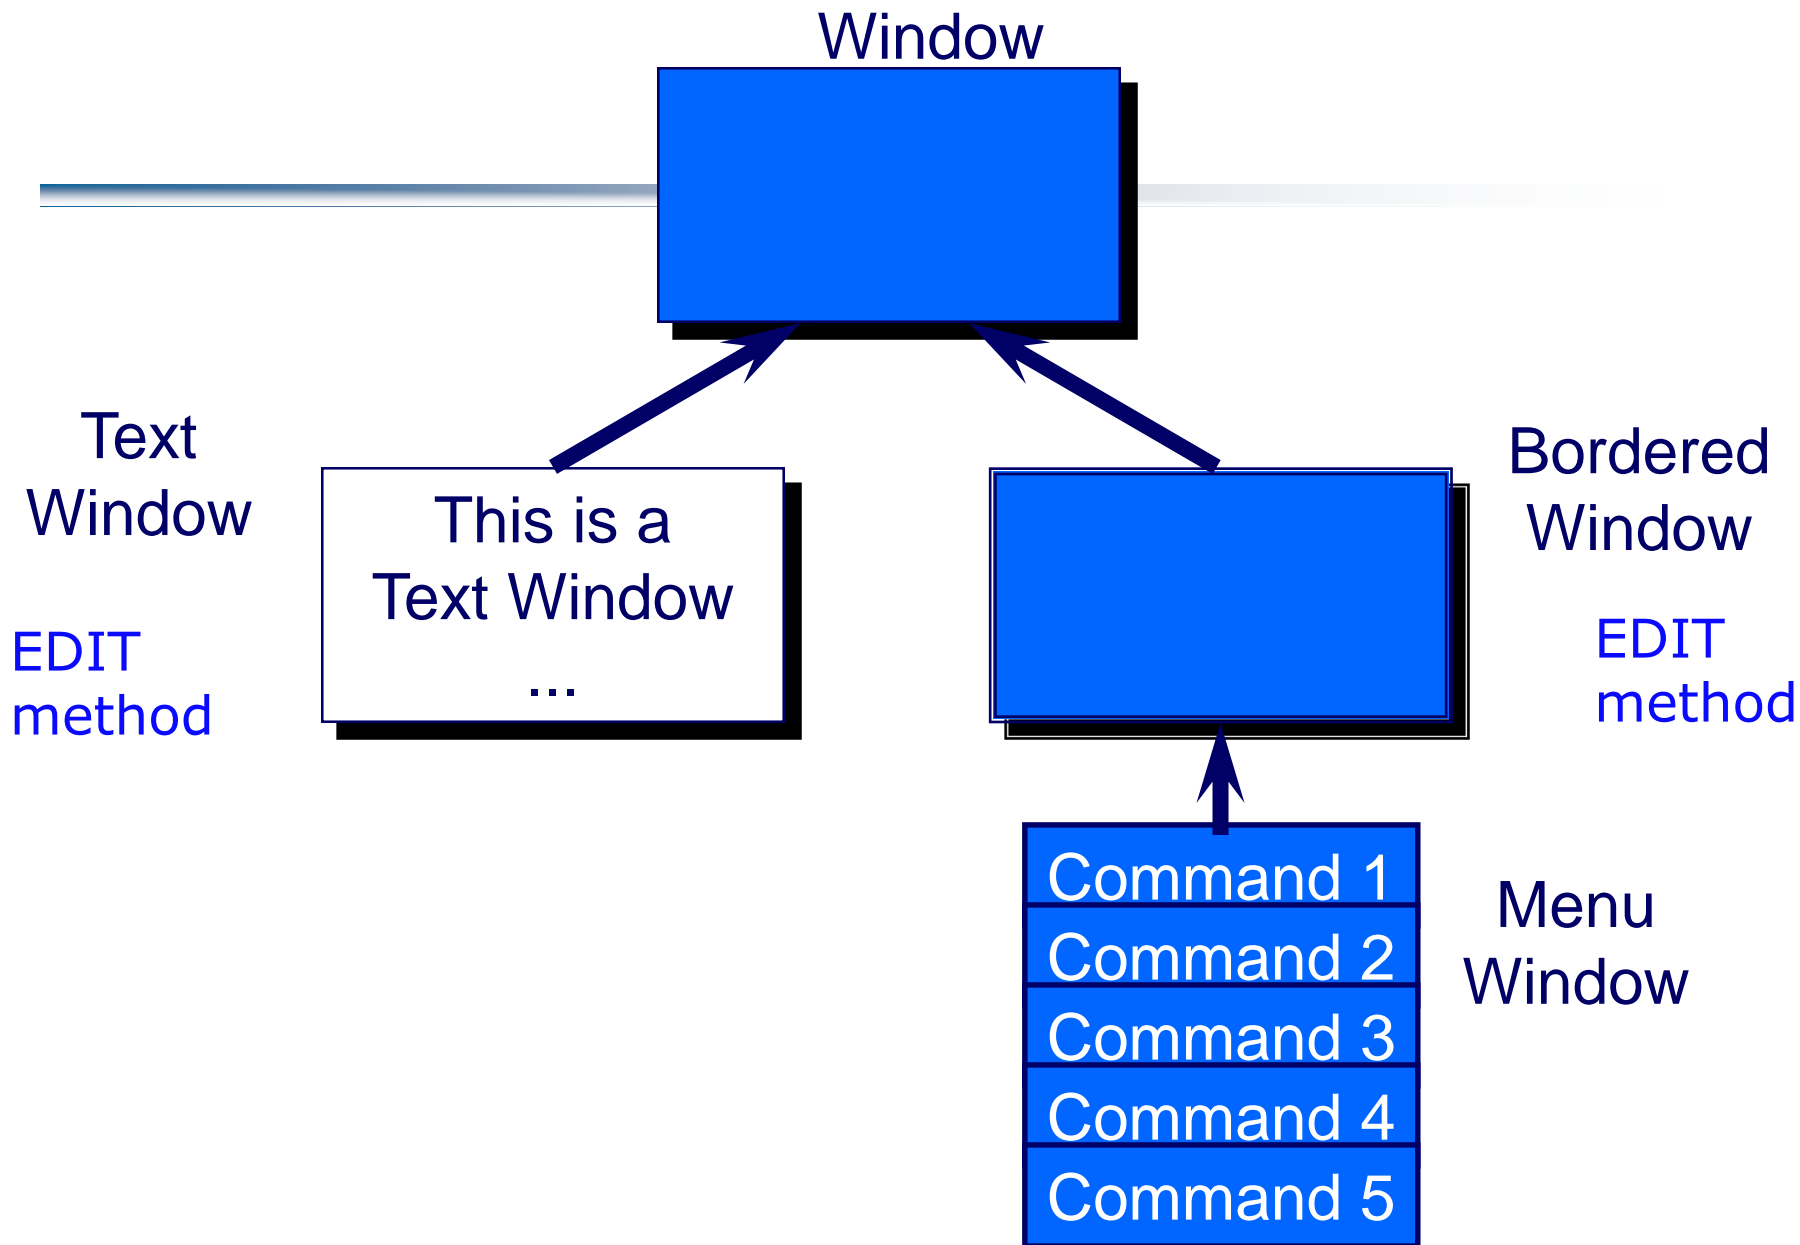 Window
Text
Window
This is a
Text Window
...
EDIT
method
Bordered
Window
EDIT
method
Command 1
Command 2
Command 3
Command 4
Command 5
Menu
Window